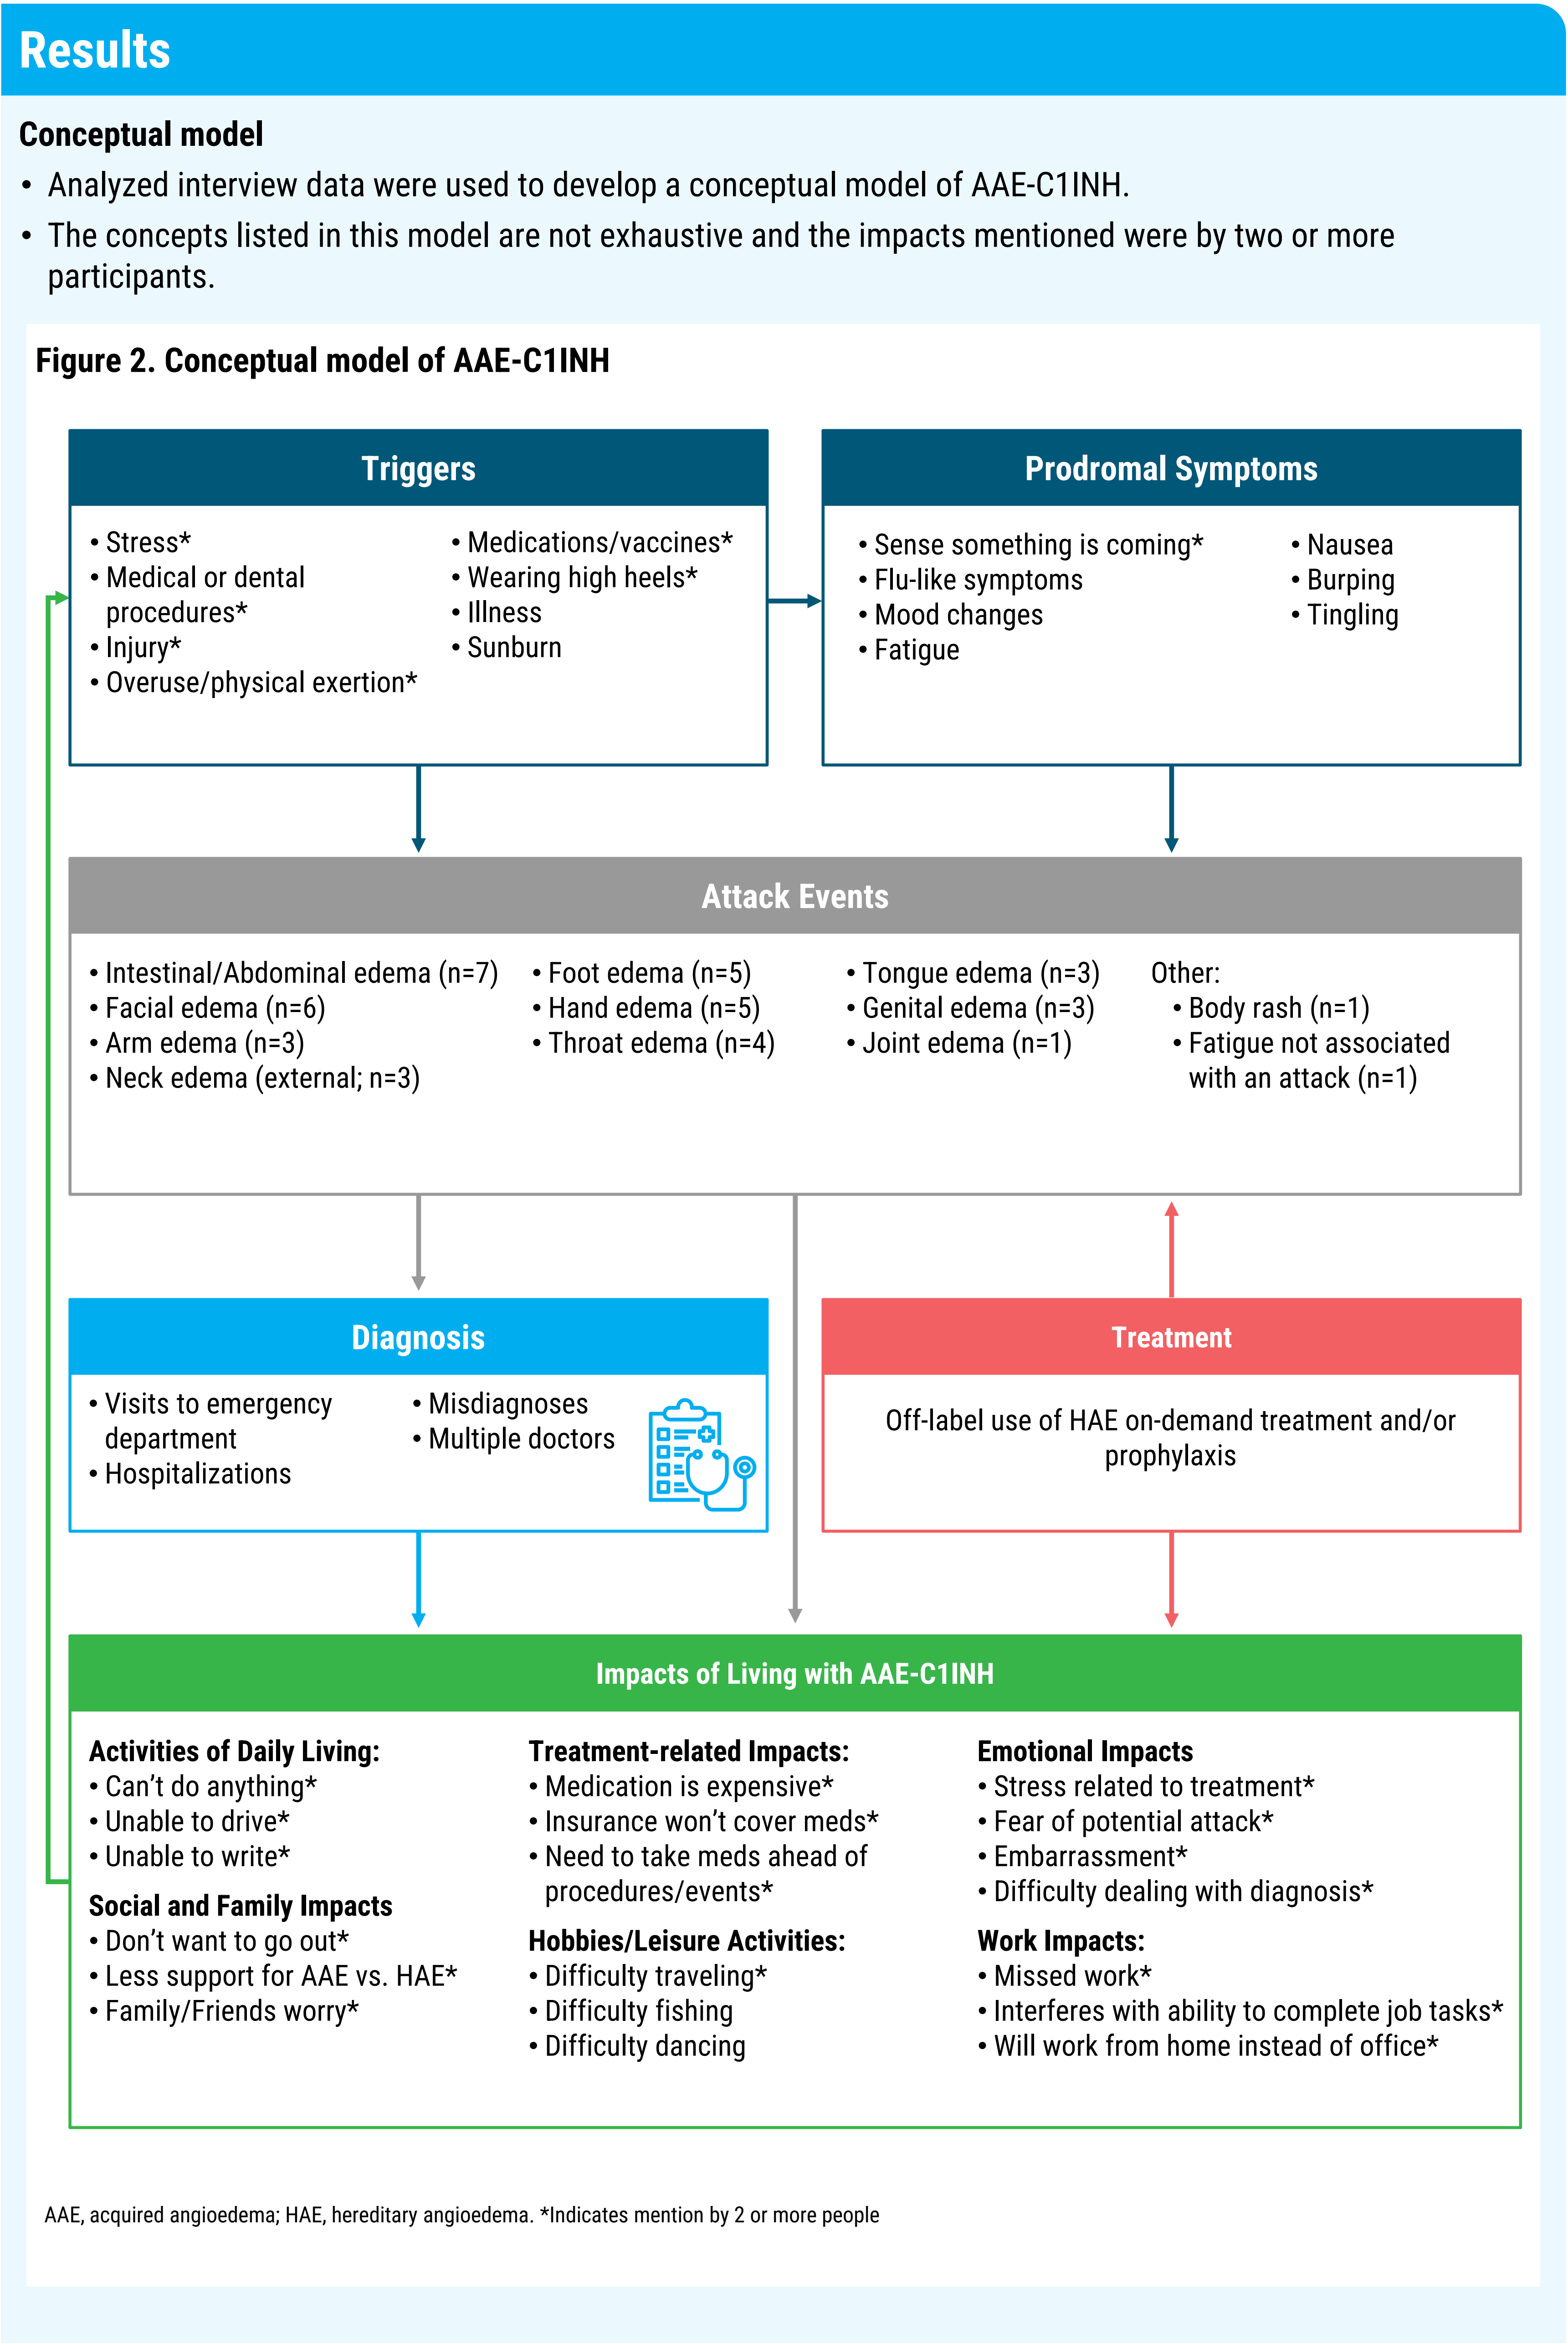 Results
Conceptual model
• Analyzed interview data were used to develop a conceptual model of AAE-C1INH.
• The concepts listed in this model are not exhaustive and the impacts mentioned were by two or more
participants.
Figure 2. Conceptual model of AAE-C1INH
Triggers
• Stress*
• Medical or dental
procedures*
• Injury*
• Overuse/physical exertion*
• Medications/vaccines*
• Wearing high heels*
• Illness
• Sunburn
Prodromal Symptoms
• Sense something is coming*
• Flu-like symptoms
• Mood changes
• Fatigue
• Nausea
• Burping
• Tingling
Attack Events
• Intestinal/Abdominal edema (n=7)
• Facial edema (n=6)
• Arm edema (n=3)
• Neck edema (external; n=3)
• Foot edema (n=5)
• Hand edema (n=5)
• Throat edema (n=4)
• Tongue edema (n=3)
• Genital edema (n=3)
• Joint edema (n=1)
Other:
• Body rash (n=1)
• Fatigue not associated
with an attack (n=1)
Diagnosis
• Visits to emergency
department
• Hospitalizations
• Misdiagnoses
• Multiple doctors
Treatment
Off-label use of HAE on-demand treatment and/or
prophylaxis
Impacts of Living with AAE-C1INH
Activities of Daily Living:
• Can’t do anything*
• Unable to drive*
• Unable to write*
Social and Family Impacts
• Don’t want to go out*
• Less support for AAE vs. HAE*
• Family/Friends worry*
Treatment-related Impacts:
• Medication is expensive*
• Insurance won’t cover meds*
• Need to take meds ahead of
procedures/events*
Hobbies/Leisure Activities:
• Difficulty traveling*
• Difficulty fishing
• Difficulty dancing
Emotional Impacts
• Stress related to treatment*
• Fear of potential attack*
• Embarrassment*
• Difficulty dealing with diagnosis*
Work Impacts:
• Missed work*
• Interferes with ability to complete job tasks*
• Will work from home instead of office*
AAE, acquired angioedema; HAE, hereditary angioedema. *Indicates mention by 2 or more people